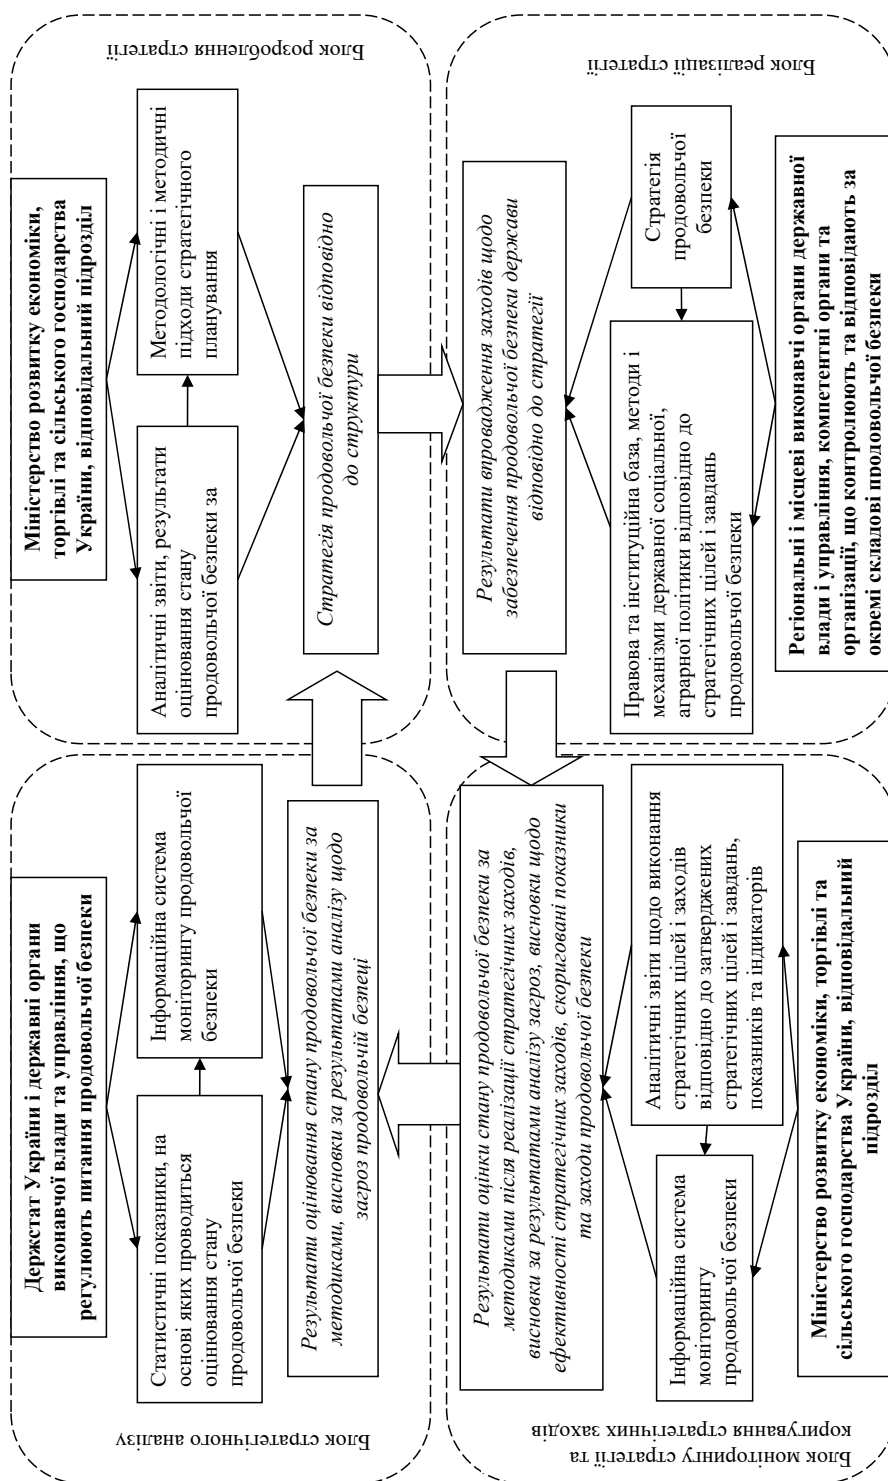 Блок стратегічного аналізу
Держстат України і державні органи
виконавчої влади та управління, що
регулюють питання продовольчої безпеки
Статистичні показники, на
основі яких проводиться
оцінювання стану
продовольчої безпеки
Інформаційна система
моніторингу продовольчої
безпеки
Результати оцінювання стану продовольчої безпеки за
методиками, висновки за результатами аналізу щодо
загроз продовольчій безпеці
Блок розроблення стратегії
Міністерство розвитку економіки,
торгівлі та сільського господарства
України, відповідальний підрозділ
Аналітичні звіти, результати
оцінювання стану
продовольчої безпеки за
Методологічні і методичні
підходи стратегічного
планування
Стратегія продовольчої безпеки відповідно
до структури
Блок моніторингу стратегії та
коригування стратегічних заходів
Результати оцінки стану продовольчої безпеки за
методиками після реалізації стратегічних заходів,
висновки за результатами аналізу загроз, висновки щодо
ефективності стратегічних заходів, скориговані показники
та заходи продовольчої безпеки
Інформаційна система
моніторингу
продовольчої безпеки
Аналітичні звіти щодо виконання
стратегічних цілей і заходів
відповідно до затверджених
стратегічних цілей і завдань,
показників та індикаторів
Міністерство розвитку економіки, торгівлі та
сільського господарства України, відповідальний
підрозділ
Блок реалізації стратегії
Результати впровадження заходів щодо
забезпечення продовольчої безпеки держави
відповідно до стратегії
Правова та інституційна база, методи і
механізми державної соціальної,
аграрної політики відповідно до
стратегічних цілей і завдань
продовольчої безпеки
Стратегія
продовольчої
безпеки
Регіональні і місцеві виконавчі органи державної
влади і управління, компетентні органи та
організації, що контролюють та відповідають за
окремі складові продовольчої безпеки